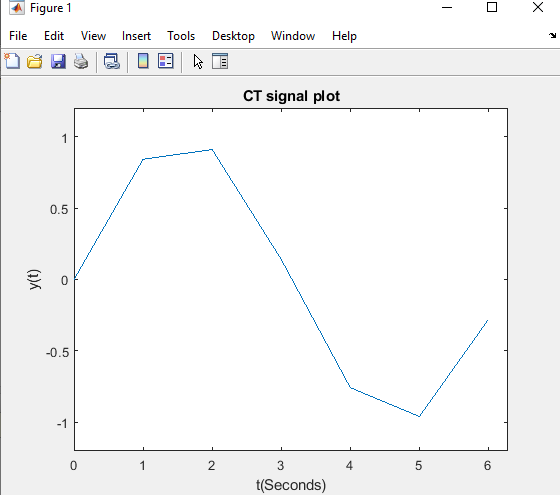 Figure 1
File Edit View Insert Tools Desktop Window Help
CT signal plot
1
0.5
0
-0.5
-1
y(t)
0 1 2 3 4 5 6
t(Seconds)